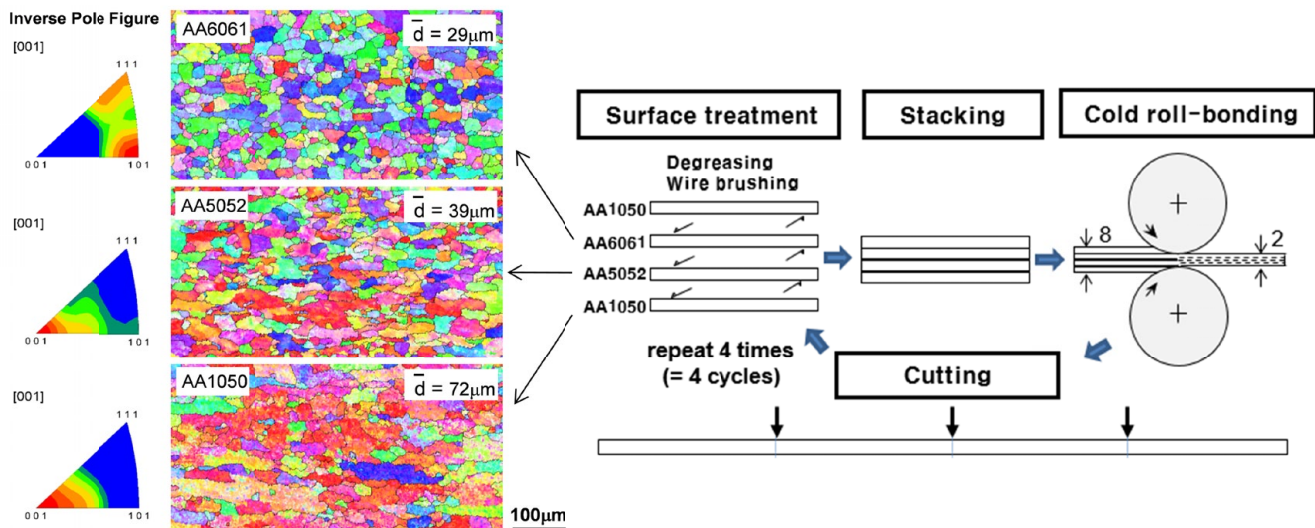 Inverse Pole Figure
[001]
111
001
101
AA6061
d̄ = 29μm
[001]
111
001
101
AA5052
d̄ = 39μm
[001]
111
001
101
AA1050
d̄ = 72μm
100μm
Surface treatment
Stacking
Cold roll-bonding
Degreasing
Wire brushing
AA1050
AA6061
AA5052
AA1050
8
2
repeat 4 times
(= 4 cycles)
Cutting